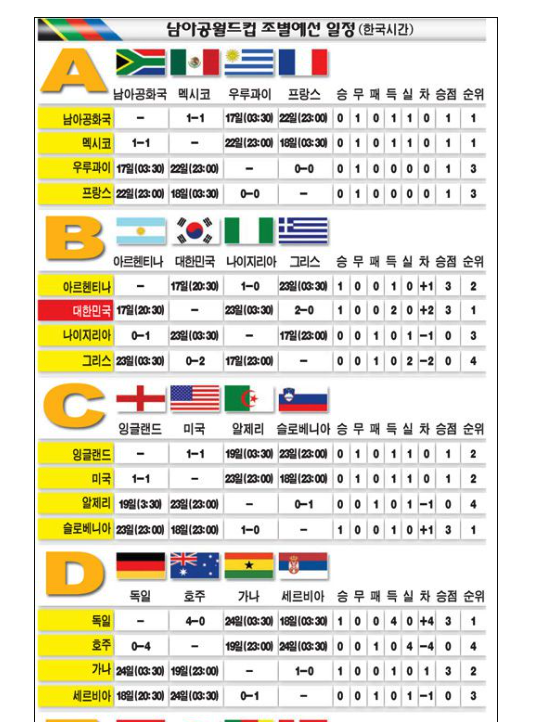 남아공월드컵 조별예선 일정 (한국시간)
A
남아공화국 멕시코 우루과이 프랑스 승 무 패 득 실 차 승점 순위
남아공화국 - 1-1 17일(03:30) 22일(23:00) 0 1 0 1 1 0 1 1
멕시코 1-1 - 22일(23:00) 18일(03:30) 0 1 0 1 1 0 1 1
우루과이 17일(03:30) 22일(23:00) - 0-0 0 1 0 0 0 0 1 3
프랑스 22일(23:00) 18일(03:30) 0-0 - 0 1 0 0 0 0 1 3
B
아르헨티나 대한민국 나이지리아 그리스 승 무 패 득 실 차 승점 순위
아르헨티나 - 17일(20:30) 1-0 23일(03:30) 1 0 0 1 0 +1 3 2
대한민국 17일(20:30) - 23일(03:30) 2-0 1 0 0 2 0 +2 3 1
나이지리아 0-1 23일(03:30) - 17일(23:00) 0 0 1 0 1 -1 0 3
그리스 23일(03:30) 0-2 17일(23:00) - 0 0 1 0 2 -2 0 4
C
잉글랜드 미국 알제리 슬로베니아 승 무 패 득 실 차 승점 순위
잉글랜드 - 1-1 19일(03:30) 23일(23:00) 0 1 0 1 1 0 1 2
미국 1-1 - 23일(23:00) 18일(23:00) 0 1 0 1 1 0 1 2
알제리 19일(3:30) 23일(23:00) - 0-1 0 0 1 0 1 -1 0 4
슬로베니아 23일(23:00) 18일(23:00) 1-0 - 1 0 0 1 0 +1 3 1
D
독일 호주 가나 세르비아 승 무 패 득 실 차 승점 순위
독일 - 4-0 24일(03:30) 18일(03:30) 1 0 0 4 0 +4 3 1
호주 0-4 - 19일(23:00) 24일(03:30) 0 0 1 0 4 -4 0 4
가나 24일(03:30) 19일(23:00) - 1-0 1 0 0 1 0 1 3 2
세르비아 18일(20:30) 24일(03:30) 0-1 - 0 0 1 0 1 -1 0 3